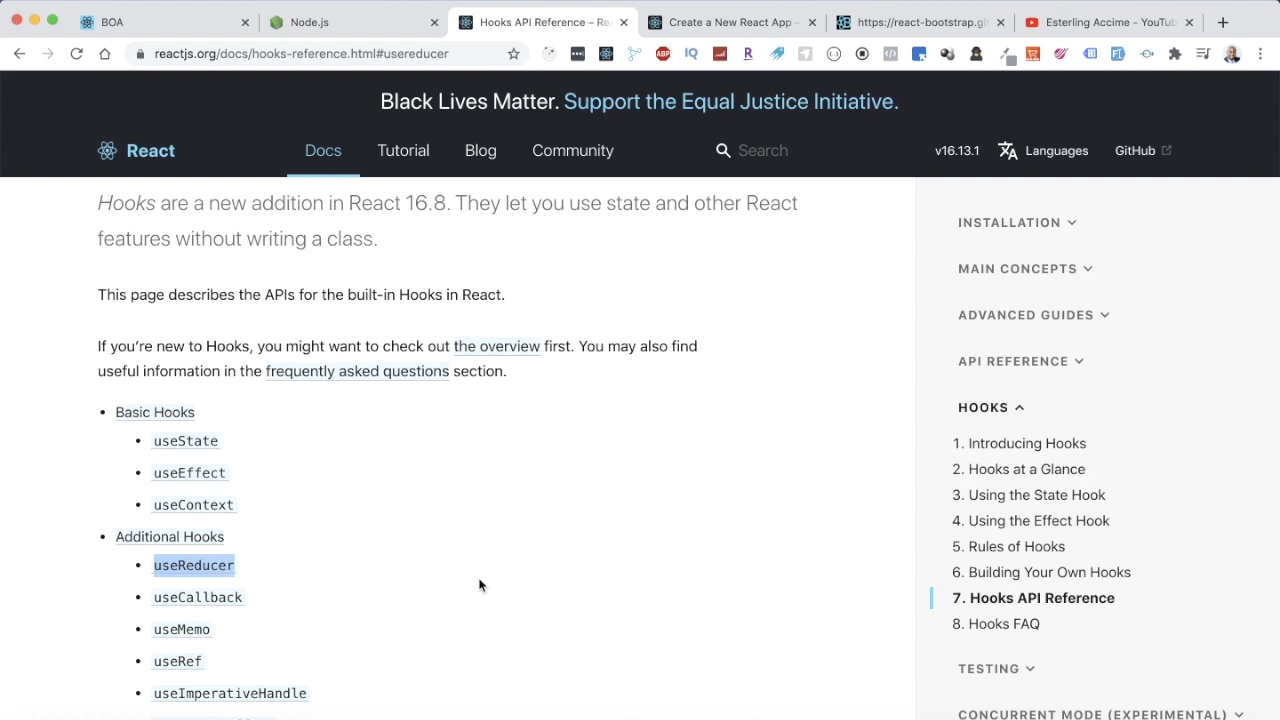 BOA
Node.js
Hooks API Reference – Re
Create a New React App –
https://react-bootstrap.git
Esterling Accime - YouTub
reactjs.org/docs/hooks-reference.html#usereducer
ABP
IQ
R
Black Lives Matter. Support the Equal Justice Initiative.
React
Docs
Tutorial
Blog
Community
Search
v16.13.1
Languages
GitHub
Hooks are a new addition in React 16.8. They let you use state and other React
features without writing a class.
This page describes the APIs for the built-in Hooks in React.
If you’re new to Hooks, you might want to check out the overview first. You may also find
useful information in the frequently asked questions section.
• Basic Hooks
• useState
• useEffect
• useContext
• Additional Hooks
• useReducer
• useCallback
• useMemo
• useRef
• useImperativeHandle
INSTALLATION
MAIN CONCEPTS
ADVANCED GUIDES
API REFERENCE
HOOKS
1. Introducing Hooks
2. Hooks at a Glance
3. Using the State Hook
4. Using the Effect Hook
5. Rules of Hooks
6. Building Your Own Hooks
7. Hooks API Reference
8. Hooks FAQ
TESTING
CONCURRENT MODE (EXPERIMENTAL)